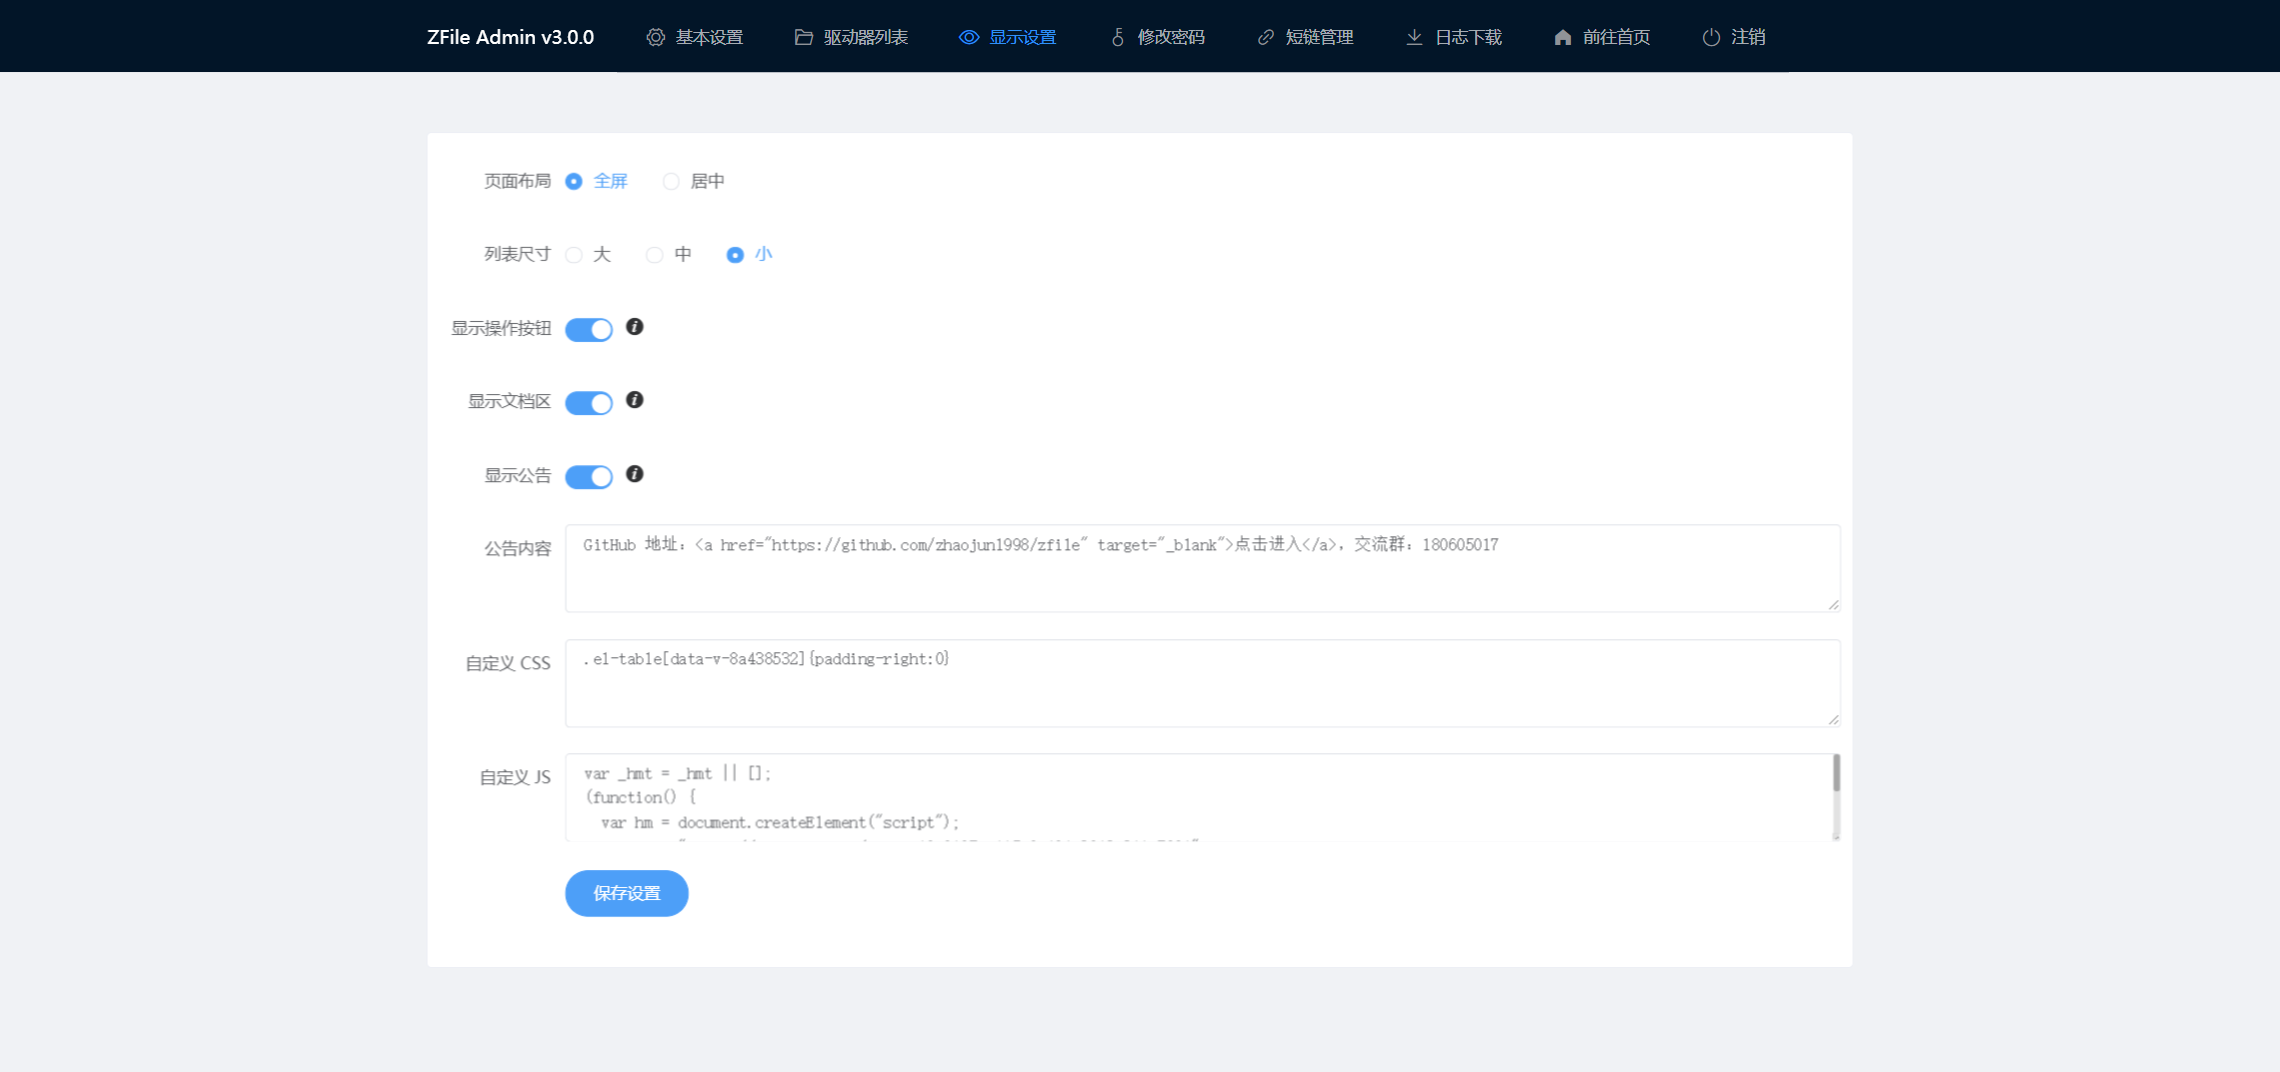 ZFile Admin v3.0.0 基本设置 驱动器列表 显示设置 修改密码 短链管理 日志下载 前往首页 注销
页面布局 全屏 居中
列表尺寸 大 中 小
显示操作按钮
显示文档区
显示公告
公告内容 GitHub 地址：<a href="https://github.com/zhaojun1998/zfile" target="_blank">点击进入</a>，交流群：180605017
自定义 CSS .el-table[data-v-8a438532]{padding-right:0}
自定义 JS var _hmt = _hmt || [];
(function() {
var hm = document.createElement("script");
保存设置